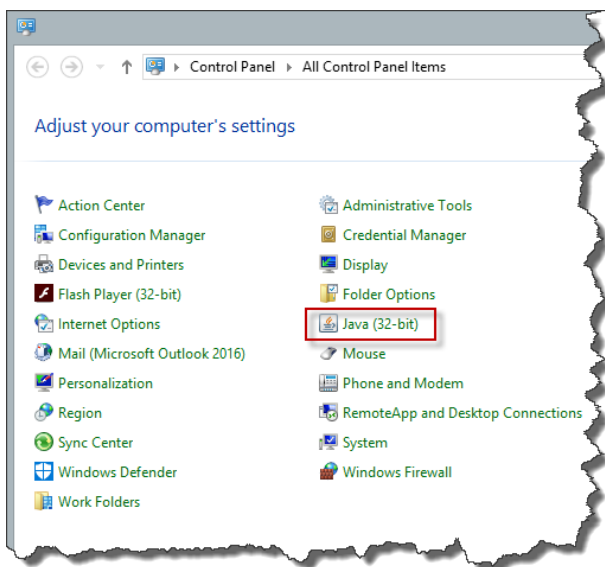 Control Panel All Control Panel Items
Adjust your computer's settings
Action Center
Configuration Manager
Devices and Printers
Flash Player (32-bit)
Internet Options
Mail (Microsoft Outlook 2016)
Personalization
Region
Sync Center
Windows Defender
Work Folders
Administrative Tools
Credential Manager
Display
Folder Options
Java (32-bit)
Mouse
Phone and Modem
RemoteApp and Desktop Connections
System
Windows Firewall